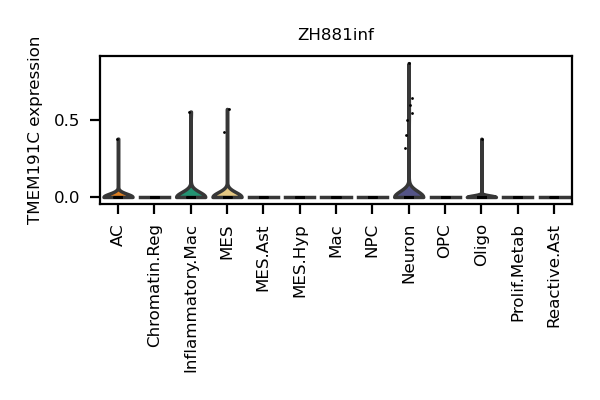 ZH881inf
TMEM191C expression
0.5
0.0
AC
Chromatin.Reg
Inflammatory.Mac
MES
MES.Ast
MES.Hyp
Mac
NPC
Neuron
OPC
Oligo
Prolif.Metab
Reactive.Ast